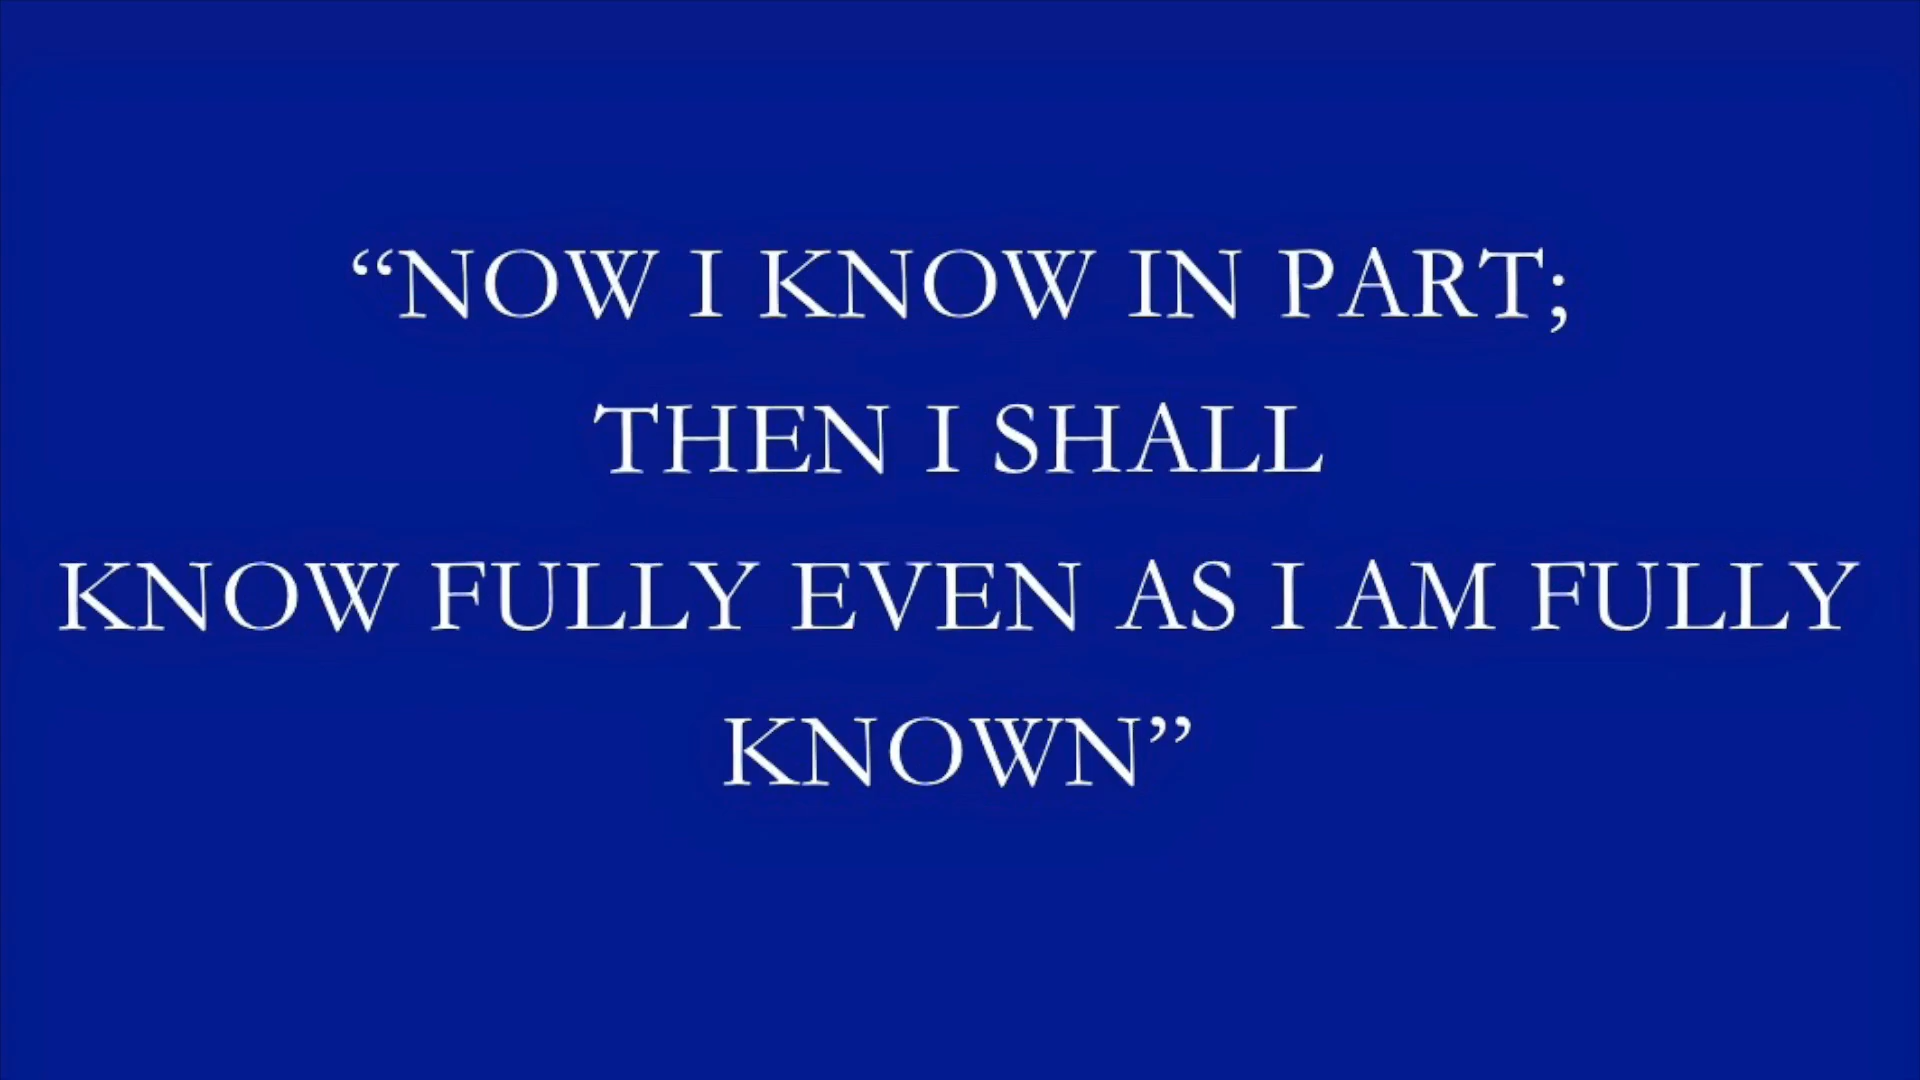 “NOW I KNOW IN PART;
THEN I SHALL
KNOW FULLY EVEN AS I AM FULLY
KNOWN”